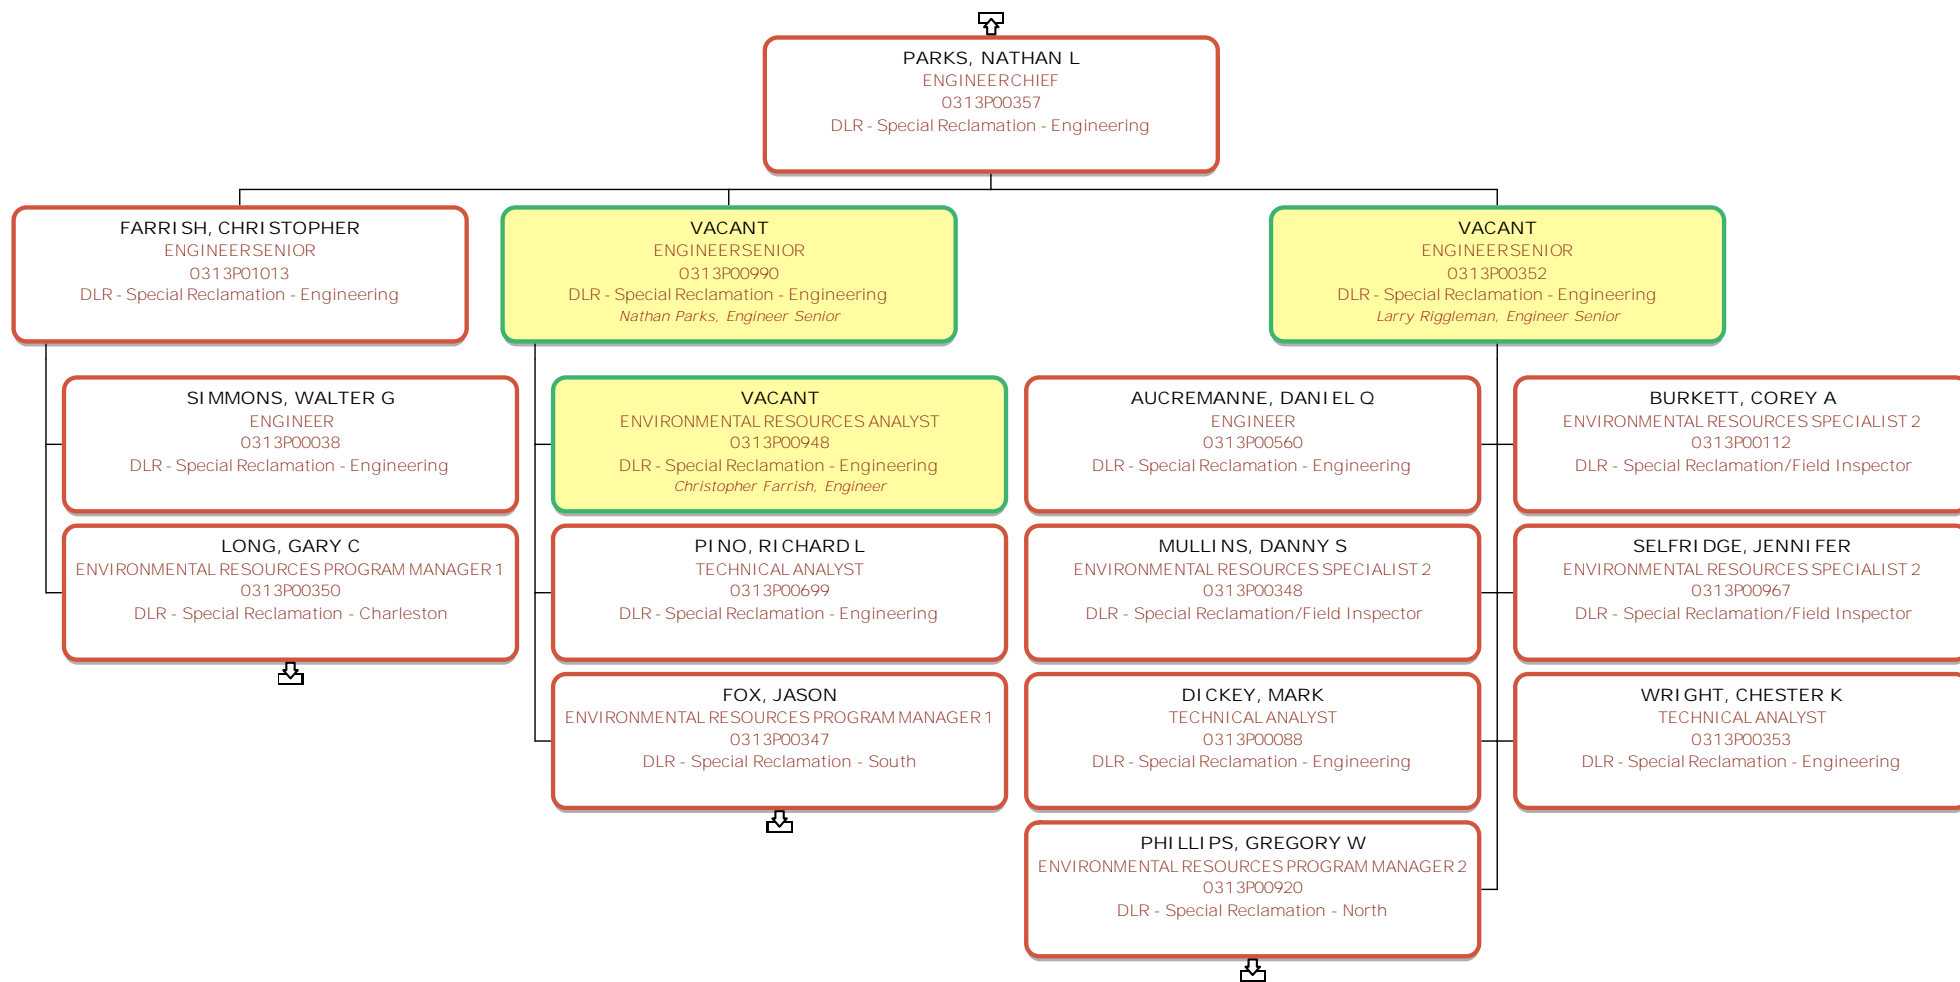 PARKS, NATHAN L
ENGINEER CHIEF
0313P00357
DLR - Special Reclamation - Engineering
FARRISH, CHRISTOPHER
ENGINEER SENIOR
0313P01013
DLR - Special Reclamation - Engineering
VACANT
ENGINEER SENIOR
0313P00990
DLR - Special Reclamation - Engineering
Nathan Parks, Engineer Senior
VACANT
ENGINEER SENIOR
0313P00352
DLR - Special Reclamation - Engineering
Larry Riggleman, Engineer Senior
SIMMONS, WALTER G
ENGINEER
0313P00038
DLR - Special Reclamation - Engineering
VACANT
ENVIRONMENTAL RESOURCES ANALYST
0313P00948
DLR - Special Reclamation - Engineering
Christopher Farrish, Engineer
AUCREMANNE, DANIEL Q
ENGINEER
0313P00560
DLR - Special Reclamation - Engineering
BURKETT, COREY A
ENVIRONMENTAL RESOURCES SPECIALIST 2
0313P00112
DLR - Special Reclamation/Field Inspector
LONG, GARY C
ENVIRONMENTAL RESOURCES PROGRAM MANAGER 1
0313P00350
DLR - Special Reclamation - Charleston
PINO, RICHARD L
TECHNICAL ANALYST
0313P00699
DLR - Special Reclamation - Engineering
MULLINS, DANNY S
ENVIRONMENTAL RESOURCES SPECIALIST 2
0313P00348
DLR - Special Reclamation/Field Inspector
SELFRIDGE, JENNIFER
ENVIRONMENTAL RESOURCES SPECIALIST 2
0313P00967
DLR - Special Reclamation/Field Inspector
FOX, JASON
ENVIRONMENTAL RESOURCES PROGRAM MANAGER 1
0313P00347
DLR - Special Reclamation - South
DICKEY, MARK
TECHNICAL ANALYST
0313P00088
DLR - Special Reclamation - Engineering
WRIGHT, CHESTER K
TECHNICAL ANALYST
0313P00353
DLR - Special Reclamation - Engineering
PHILLIPS, GREGORY W
ENVIRONMENTAL RESOURCES PROGRAM MANAGER 2
0313P00920
DLR - Special Reclamation - North